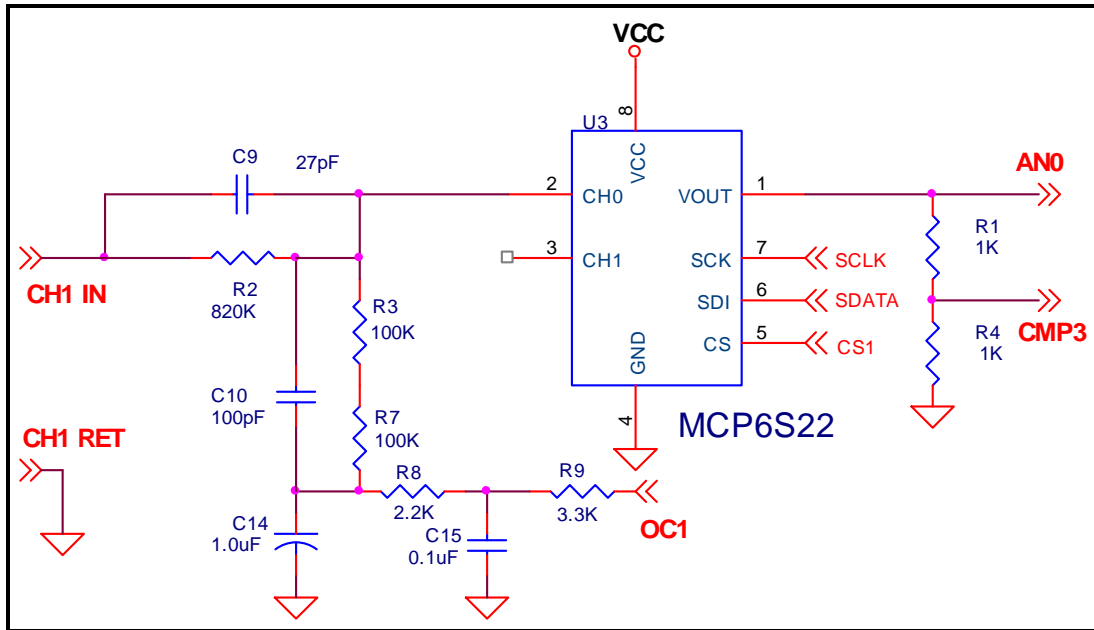 VCC
8
U3
C9
27pF
VCC
AN0
2
CH0
VOUT
1
R1
1K
3
CH1
SCK
7
SCLK
CH1 IN
R2
820K
R3
100K
SDI
6
SDATA
CMP3
CS
5
CS1
R4
1K
GND
C10
100pF
R7
100K
4
MCP6S22
CH1 RET
R8
2.2K
R9
3.3K
OC1
C14
1.0uF
C15
0.1uF